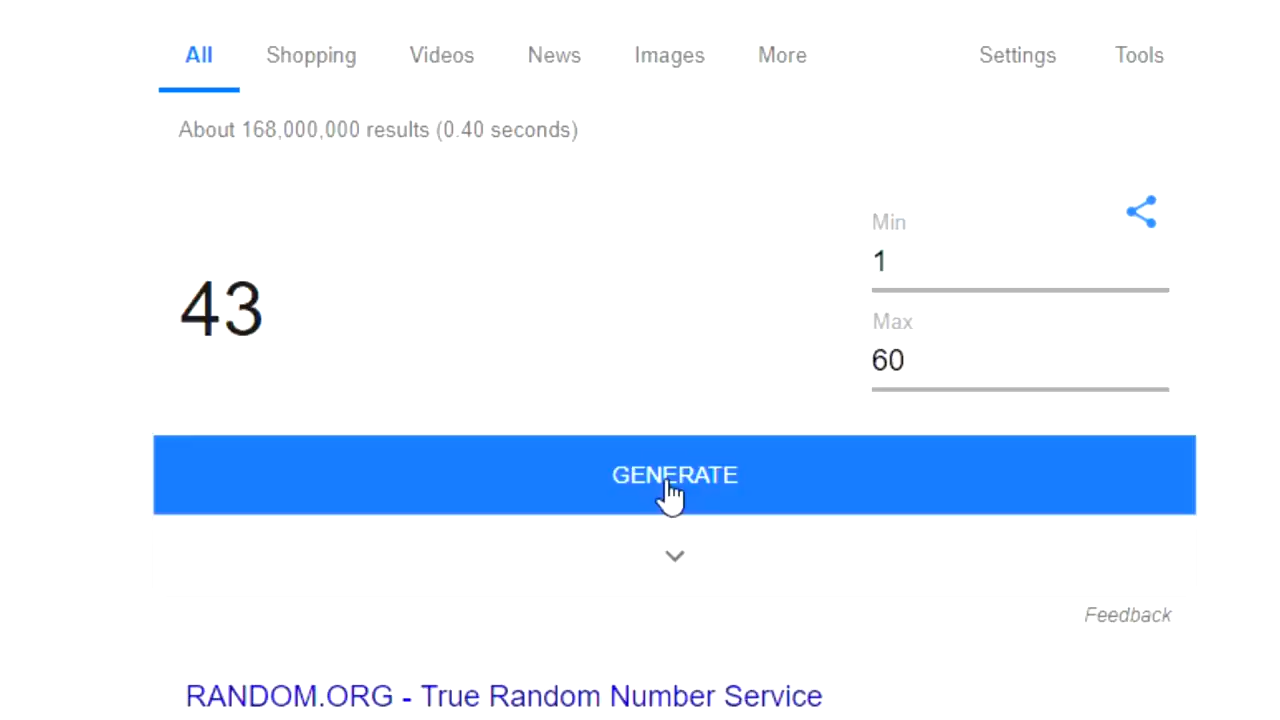 All Shopping Videos News Images More Settings Tools
About 168,000,000 results (0.40 seconds)
Min
1
43
Max
60
GENERATE
Feedback
RANDOM.ORG - True Random Number Service